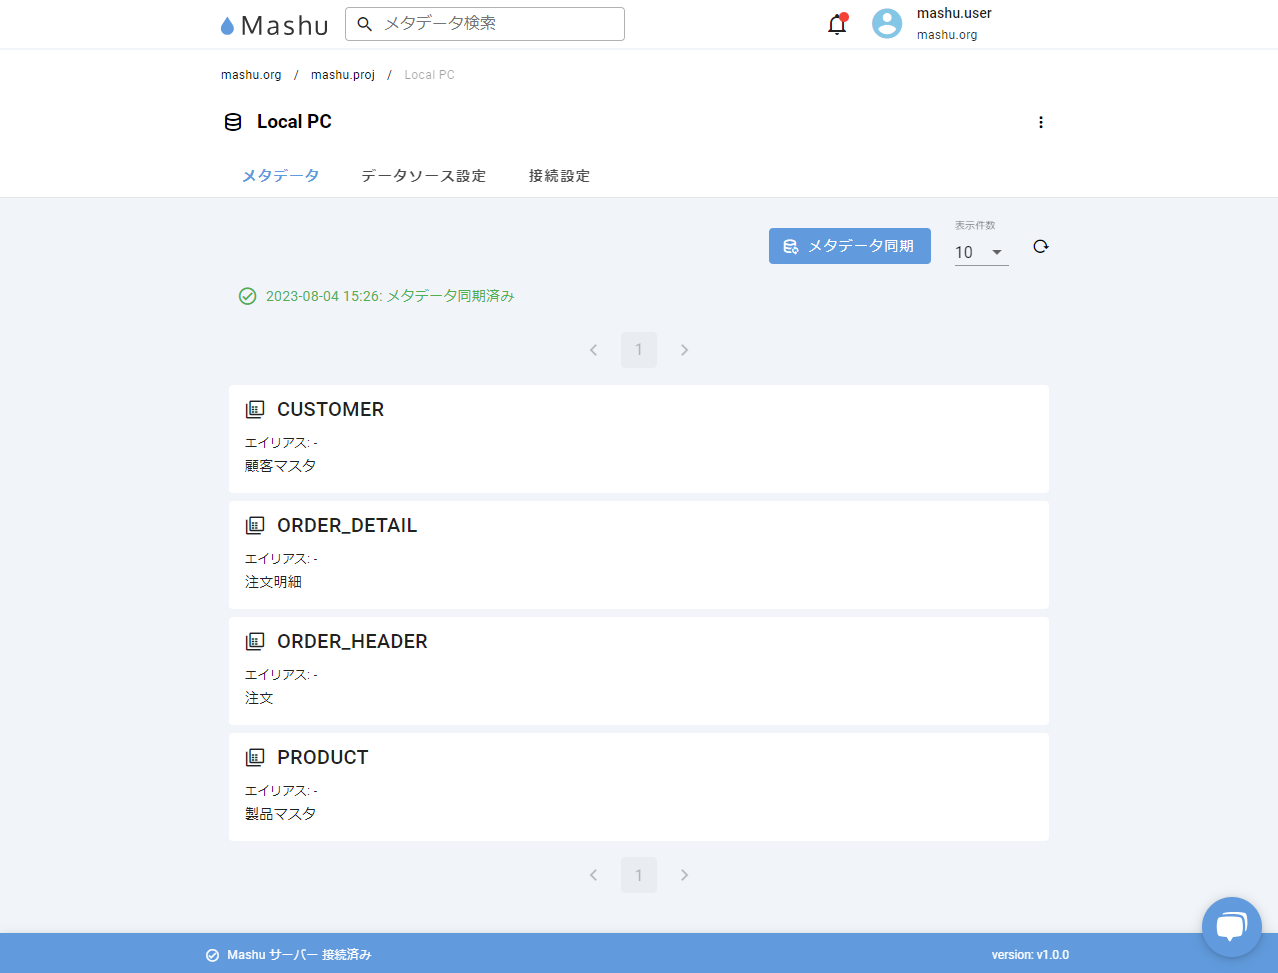 Mashu
メタデータ検索
mashu.user
mashu.org
mashu.org / mashu.proj / Local PC
Local PC
メタデータ データソース設定 接続設定
メタデータ同期
表示件数
10
2023-08-04 15:26: メタデータ同期済み
1
CUSTOMER
エイリアス: -
顧客マスタ
ORDER_DETAIL
エイリアス: -
注文明細
ORDER_HEADER
エイリアス: -
注文
PRODUCT
エイリアス: -
製品マスタ
1
Mashu サーバー 接続済み
version: v1.0.0